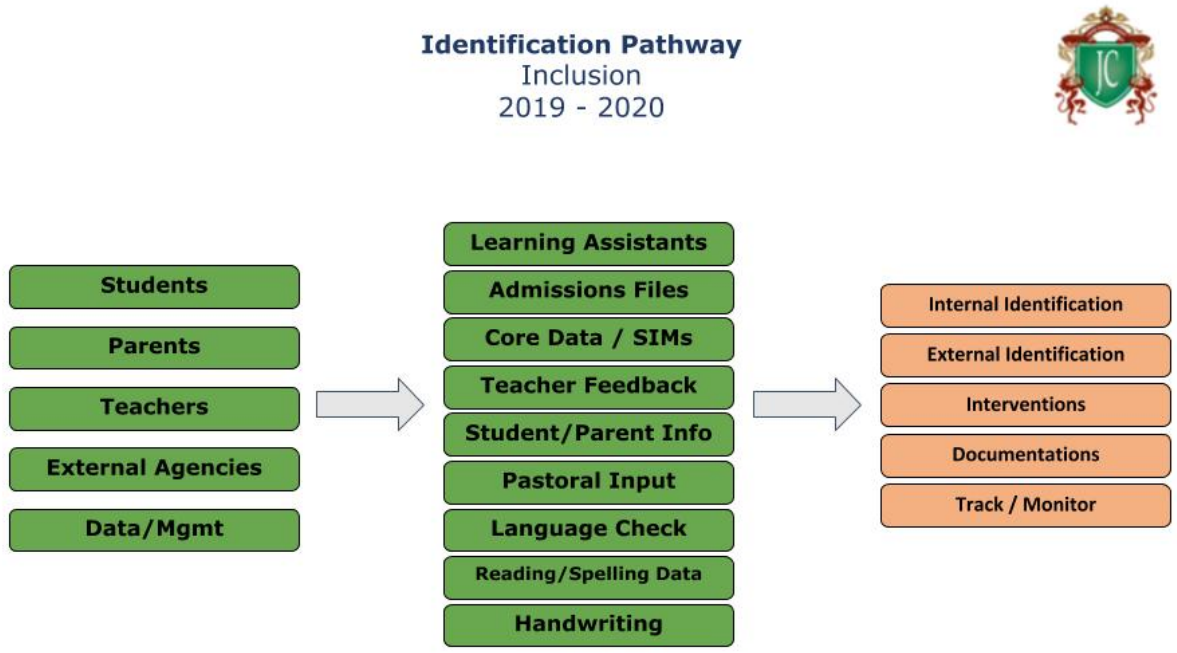 Identification Pathway
Inclusion
2019 - 2020
JC
Students
Parents
Teachers
External Agencies
Data/Mgmt
Learning Assistants
Admissions Files
Core Data / SIMs
Teacher Feedback
Student/Parent Info
Pastoral Input
Language Check
Reading/Spelling Data
Handwriting
Internal Identification
External Identification
Interventions
Documentations
Track / Monitor